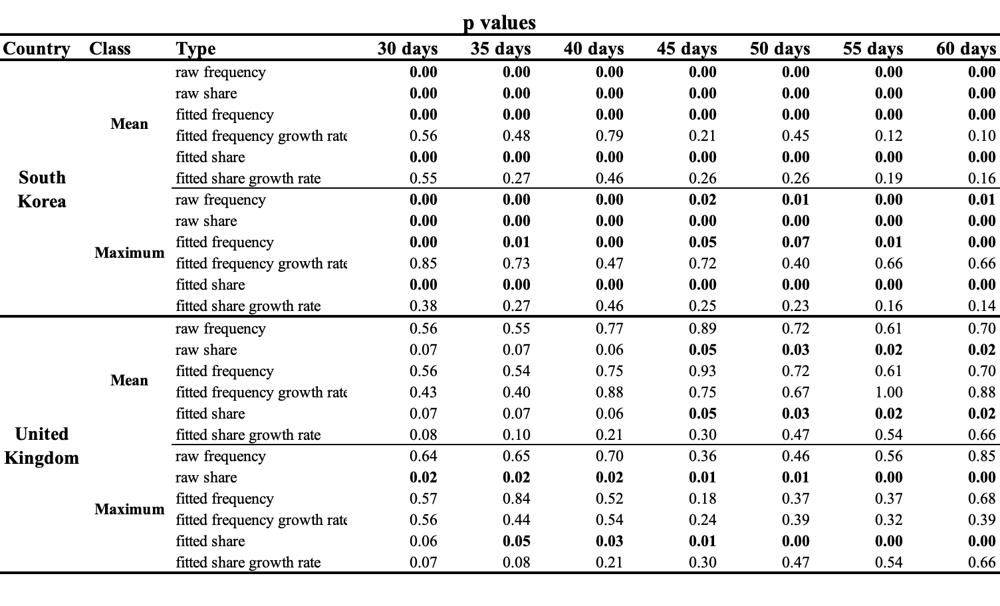 p values
Country Class Type 30 days 35 days 40 days 45 days 50 days 55 days 60 days
South Korea
Mean
raw frequency 0.00 0.00 0.00 0.00 0.00 0.00 0.00
raw share 0.00 0.00 0.00 0.00 0.00 0.00 0.00
fitted frequency 0.00 0.00 0.00 0.00 0.00 0.00 0.00
fitted frequency growth rate 0.56 0.48 0.79 0.21 0.45 0.12 0.10
fitted share 0.00 0.00 0.00 0.00 0.00 0.00 0.00
fitted share growth rate 0.55 0.27 0.46 0.26 0.26 0.19 0.16
Maximum
raw frequency 0.00 0.00 0.00 0.02 0.01 0.00 0.01
raw share 0.00 0.00 0.00 0.00 0.00 0.00 0.00
fitted frequency 0.00 0.01 0.00 0.05 0.07 0.01 0.00
fitted frequency growth rate 0.85 0.73 0.47 0.72 0.40 0.66 0.66
fitted share 0.00 0.00 0.00 0.00 0.00 0.00 0.00
fitted share growth rate 0.38 0.27 0.46 0.25 0.23 0.16 0.14
United Kingdom
Mean
raw frequency 0.56 0.55 0.77 0.89 0.72 0.61 0.70
raw share 0.07 0.07 0.06 0.05 0.03 0.02 0.02
fitted frequency 0.56 0.54 0.75 0.93 0.72 0.61 0.70
fitted frequency growth rate 0.43 0.40 0.88 0.75 0.67 1.00 0.88
fitted share 0.07 0.07 0.06 0.05 0.03 0.02 0.02
fitted share growth rate 0.08 0.10 0.21 0.30 0.47 0.54 0.66
Maximum
raw frequency 0.64 0.65 0.70 0.36 0.46 0.56 0.85
raw share 0.02 0.02 0.02 0.01 0.01 0.00 0.00
fitted frequency 0.57 0.84 0.52 0.18 0.37 0.37 0.68
fitted frequency growth rate 0.56 0.44 0.54 0.24 0.39 0.32 0.39
fitted share 0.06 0.05 0.03 0.01 0.00 0.00 0.00
fitted share growth rate 0.07 0.08 0.21 0.30 0.47 0.54 0.66